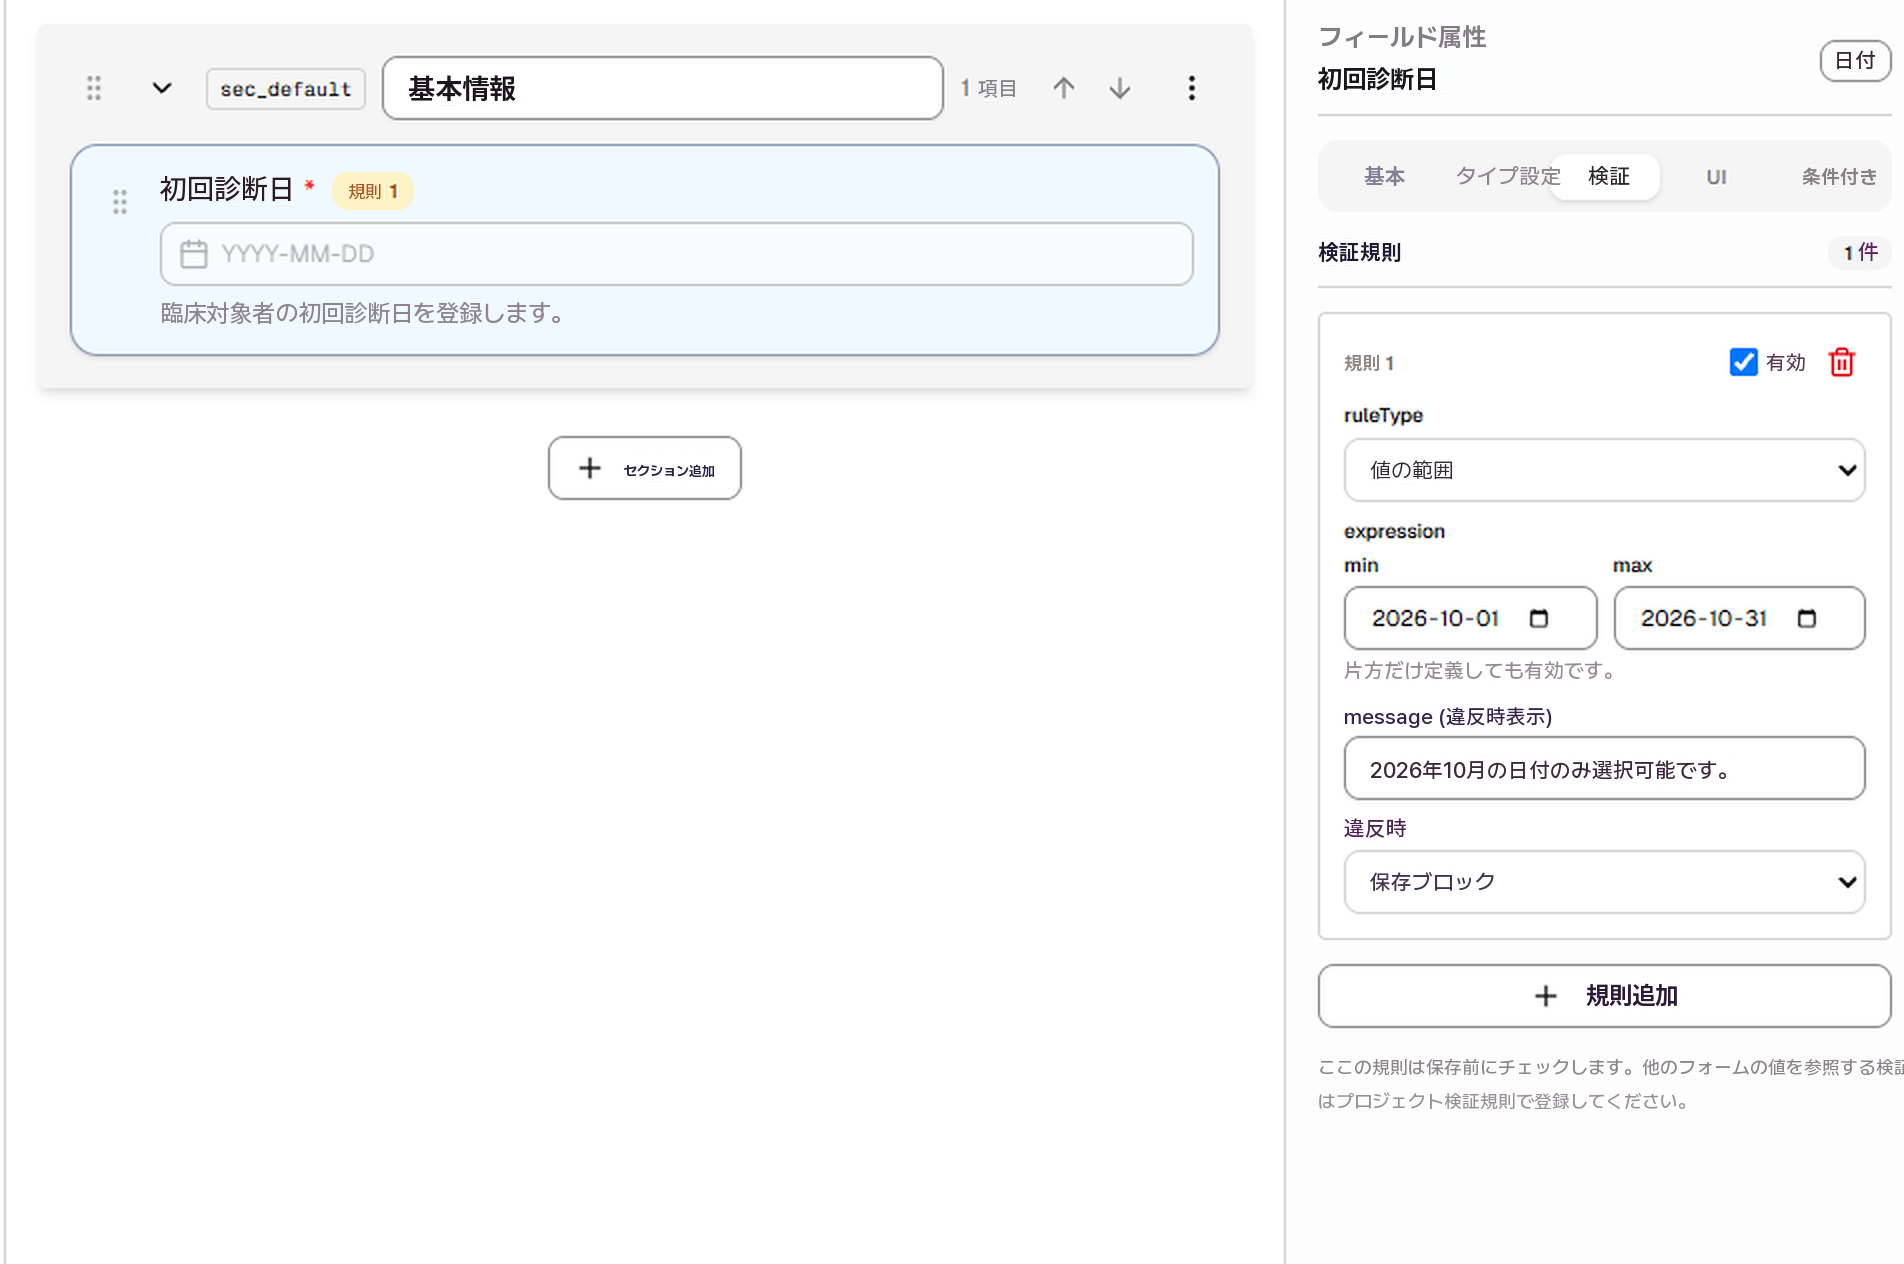 sec_default
基本情報
1 項目
初回診断日 *
規則 1
YYYY-MM-DD
臨床対象者の初回診断日を登録します。
セクション追加
フィールド属性
初回診断日
日付
基本
タイプ設定
検証
UI
条件付き
検証規則
1 件
規則 1
有効
ruleType
値の範囲
expression
min
max
2026-10-01
2026-10-31
片方だけ定義しても有効です。
message (違反時表示)
2026年10月の日付のみ選択可能です。
違反時
保存ブロック
規則追加
ここの規則は保存前にチェックします。他のフォームの値を参照する検証
はプロジェクト検証規則で登録してください。